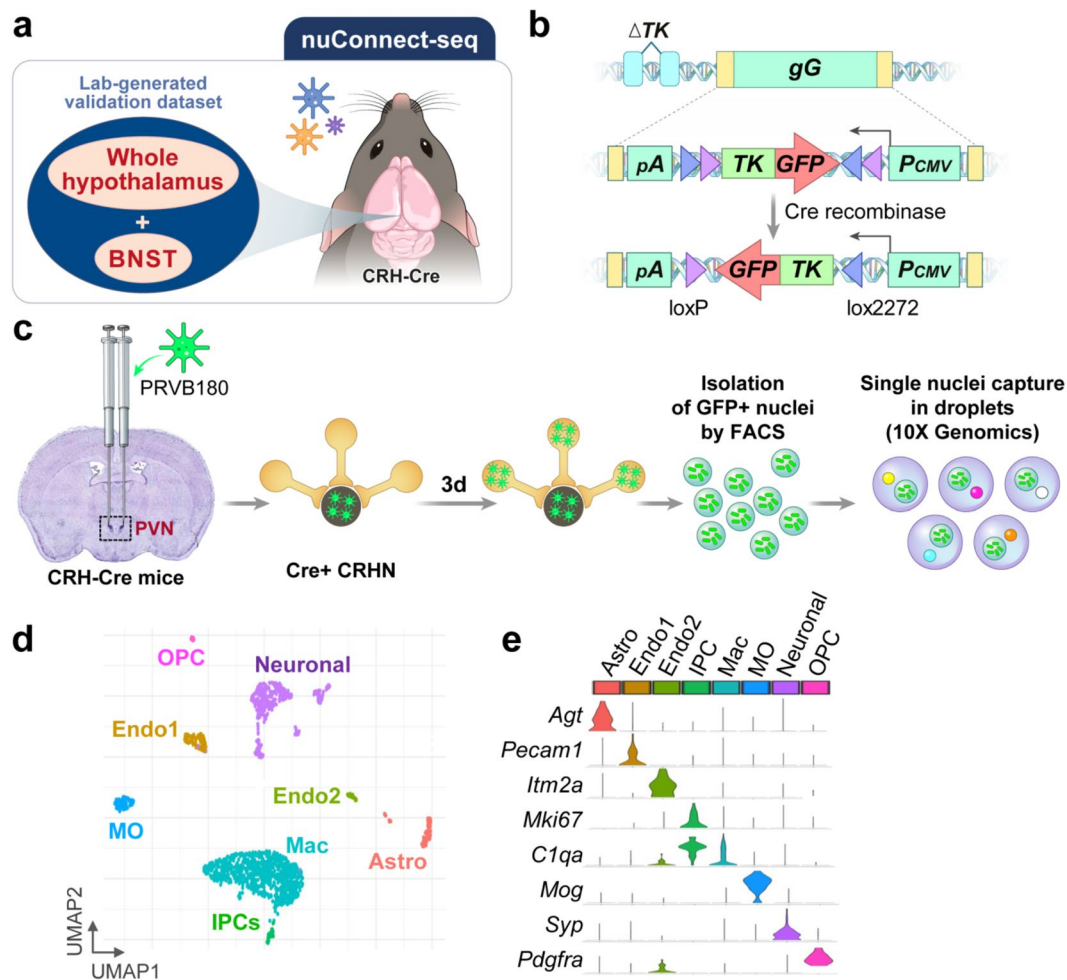 a
nuConnect-seq
Lab-generated
validation dataset
Whole
hypothalamus
+
BNST
CRH-Cre
b
ΔTK
gG
pA
TK
GFP
PCMV
Cre recombinase
pA
GFP
TK
PCMV
loxP
lox2272
c
PRVB180
PVN
CRH-Cre mice
Cre+ CRHN
3d
Isolation
of GFP+ nuclei
by FACS
Single nuclei capture
in droplets
(10X Genomics)
d
OPC
Neuronal
Endo1
Endo2
MO
Mac
Astro
IPCs
UMAP2
UMAP1
e
Astro
Endo1
Endo2
IPC
Mac
MO
Neuronal
OPC
Agt
Pecam1
Itm2a
Mki67
C1qa
Mog
Syp
Pdgfra